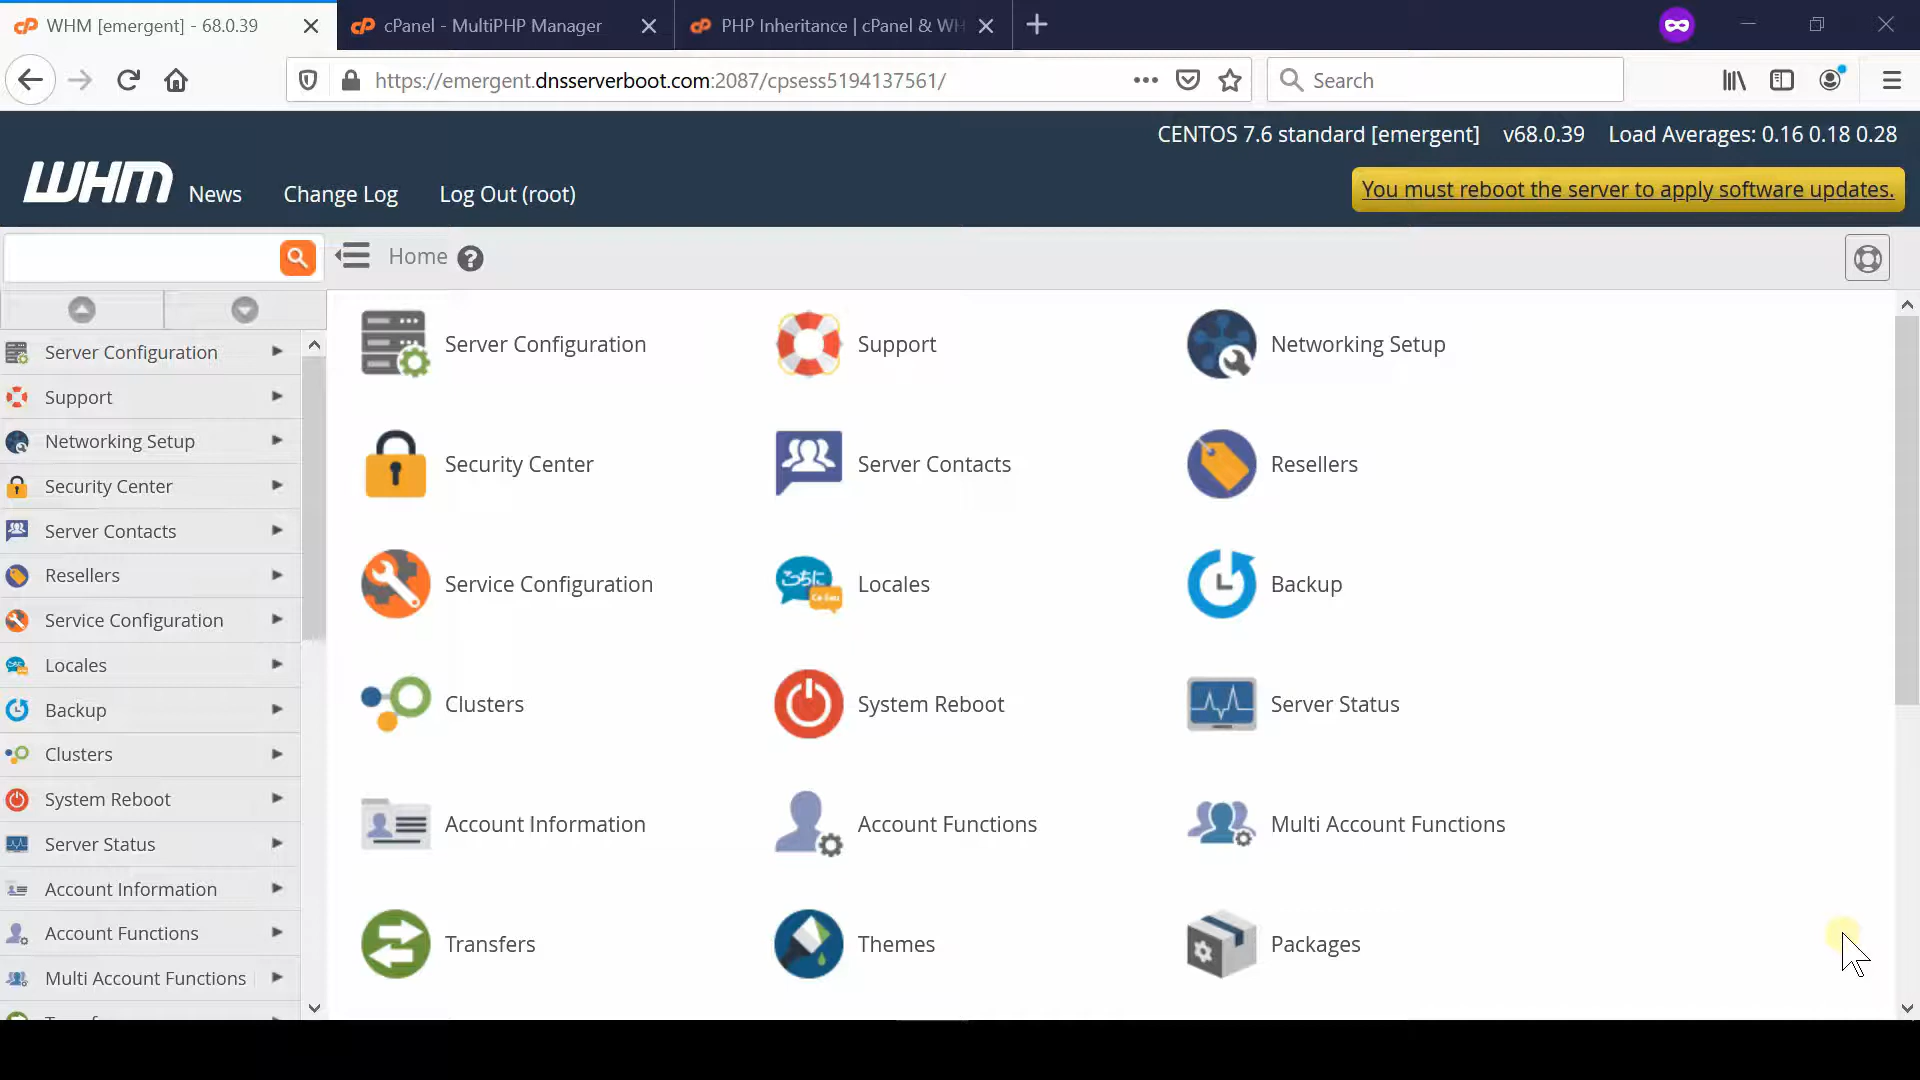 WHM [emergent] - 68.0.39
cPanel - MultiPHP Manager
PHP Inheritance | cPanel & WH
https://emergent.dnsserverboot.com:2087/cpsess5194137561/
Search
CENTOS 7.6 standard [emergent] v68.0.39 Load Averages: 0.16 0.18 0.28
WHM
News
Change Log
Log Out (root)
You must reboot the server to apply software updates.
Home
Server Configuration
Support
Networking Setup
Security Center
Server Contacts
Resellers
Service Configuration
Locales
Backup
Clusters
System Reboot
Server Status
Account Information
Account Functions
Multi Account Functions
Server Configuration
Support
Networking Setup
Security Center
Server Contacts
Resellers
Service Configuration
Locales
Backup
Clusters
System Reboot
Server Status
Account Information
Account Functions
Multi Account Functions
Transfers
Themes
Packages